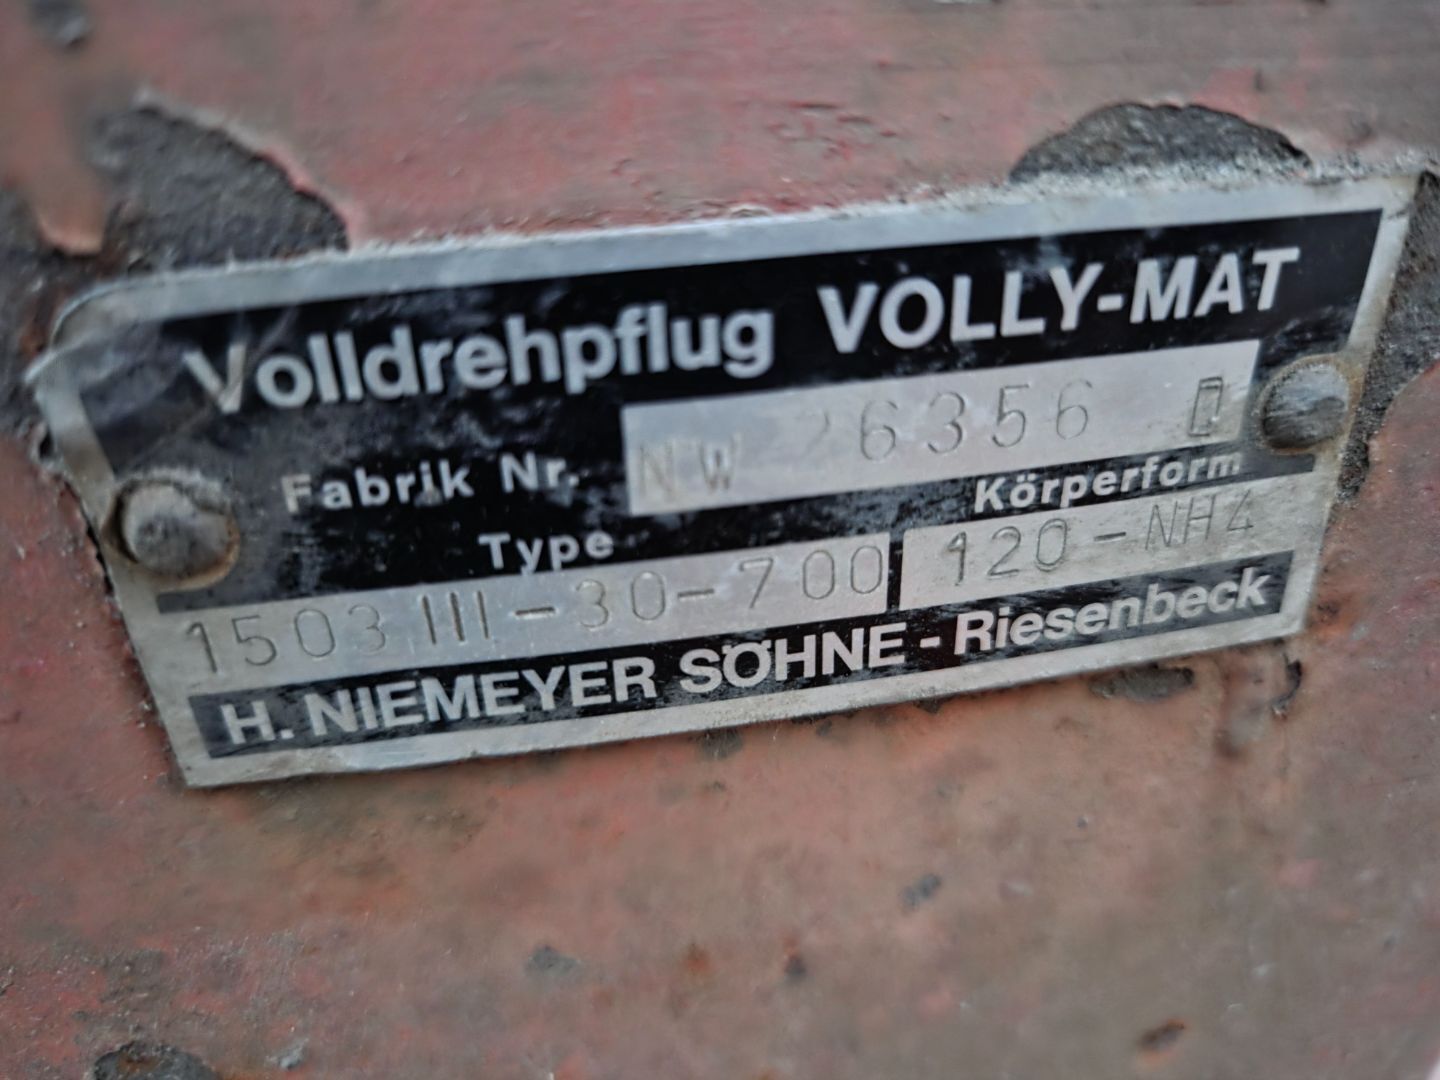 Volldrehpflug VOLLY-MAT
Fabrik Nr. NW 26356
Type Körperform
1503 III-30-700 120-NH4
H. NIEMEYER SÖHNE-Riesenbeck